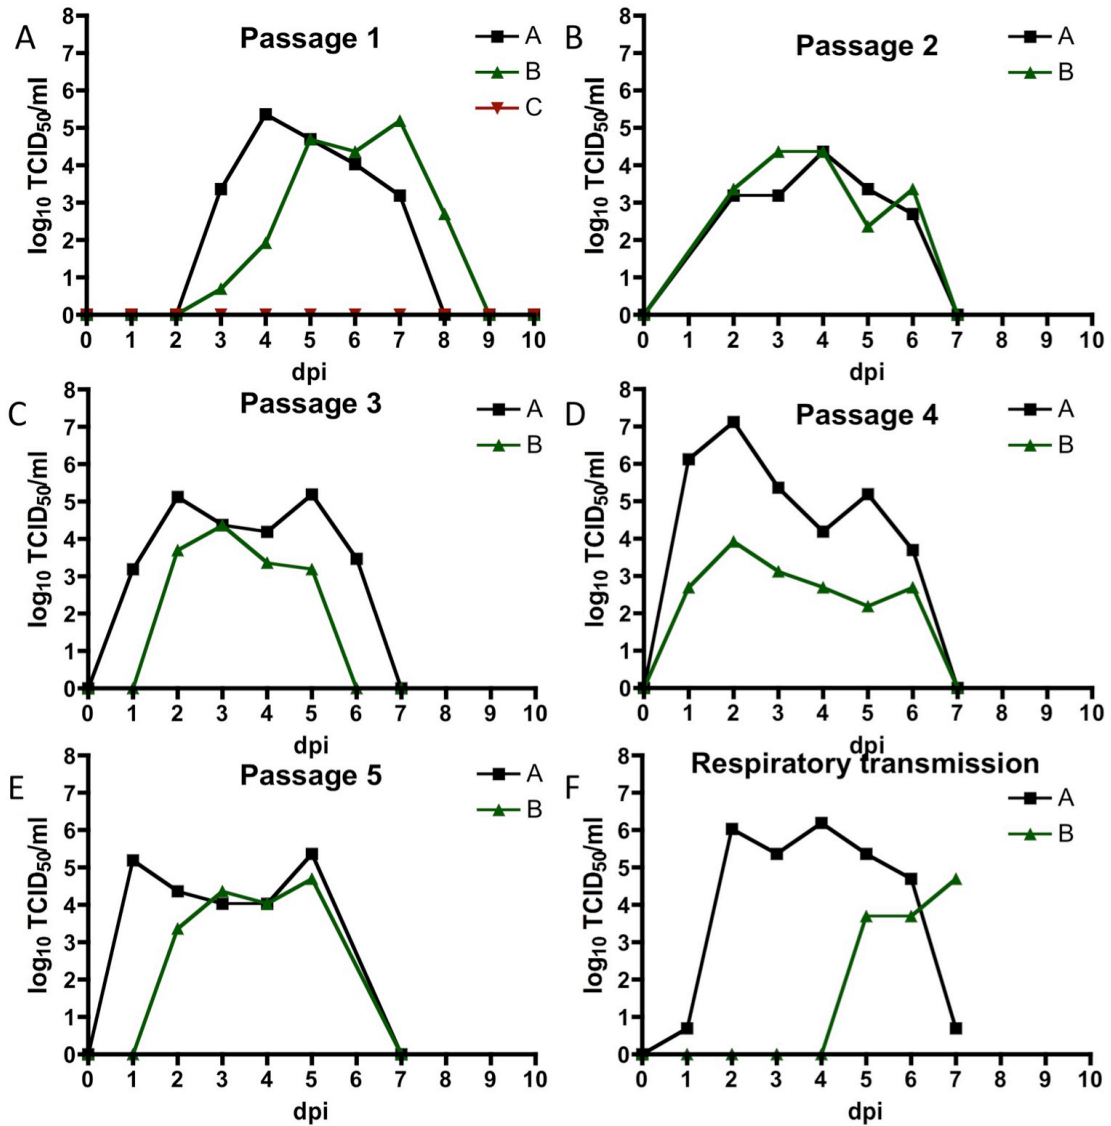 A
Passage 1
A
B
C
log10 TCID50/ml
8
7
6
5
4
3
2
1
0
0 1 2 3 4 5 6 7 8 9 10
dpi
B
Passage 2
A
B
log10 TCID50/ml
8
7
6
5
4
3
2
1
0
0 1 2 3 4 5 6 7 8 9 10
dpi
C
Passage 3
A
B
log10 TCID50/ml
8
7
6
5
4
3
2
1
0
0 1 2 3 4 5 6 7 8 9 10
dpi
D
Passage 4
A
B
log10 TCID50/ml
8
7
6
5
4
3
2
1
0
0 1 2 3 4 5 6 7 8 9 10
dpi
E
Passage 5
A
B
log10 TCID50/ml
8
7
6
5
4
3
2
1
0
0 1 2 3 4 5 6 7 8 9 10
dpi
F
Respiratory transmission
A
B
log10 TCID50/ml
8
7
6
5
4
3
2
1
0
0 1 2 3 4 5 6 7 8 9 10
dpi